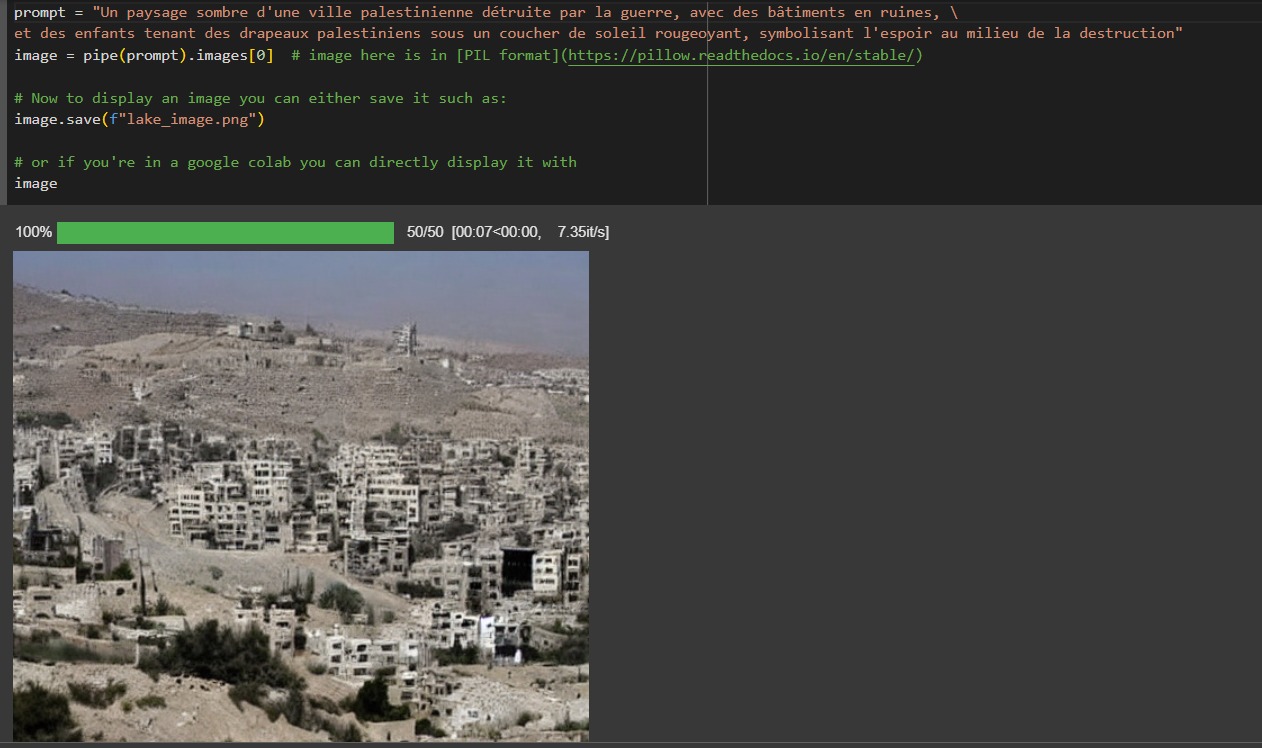 prompt = "Un paysage sombre d'une ville palestinienne détruite par la guerre, avec des bâtiments en ruines, \
et des enfants tenant des drapeaux palestiniens sous un coucher de soleil rougeoyant, symbolisant l'espoir au milieu de la destruction"
image = pipe(prompt).images[0]  # image here is in [PIL format](https://pillow.readthedocs.io/en/stable/)
# Now to display an image you can either save it such as:
image.save(f"lake_image.png")
# or if you're in a google colab you can directly display it with
image
100% 50/50 [00:07<00:00, 7.35it/s]